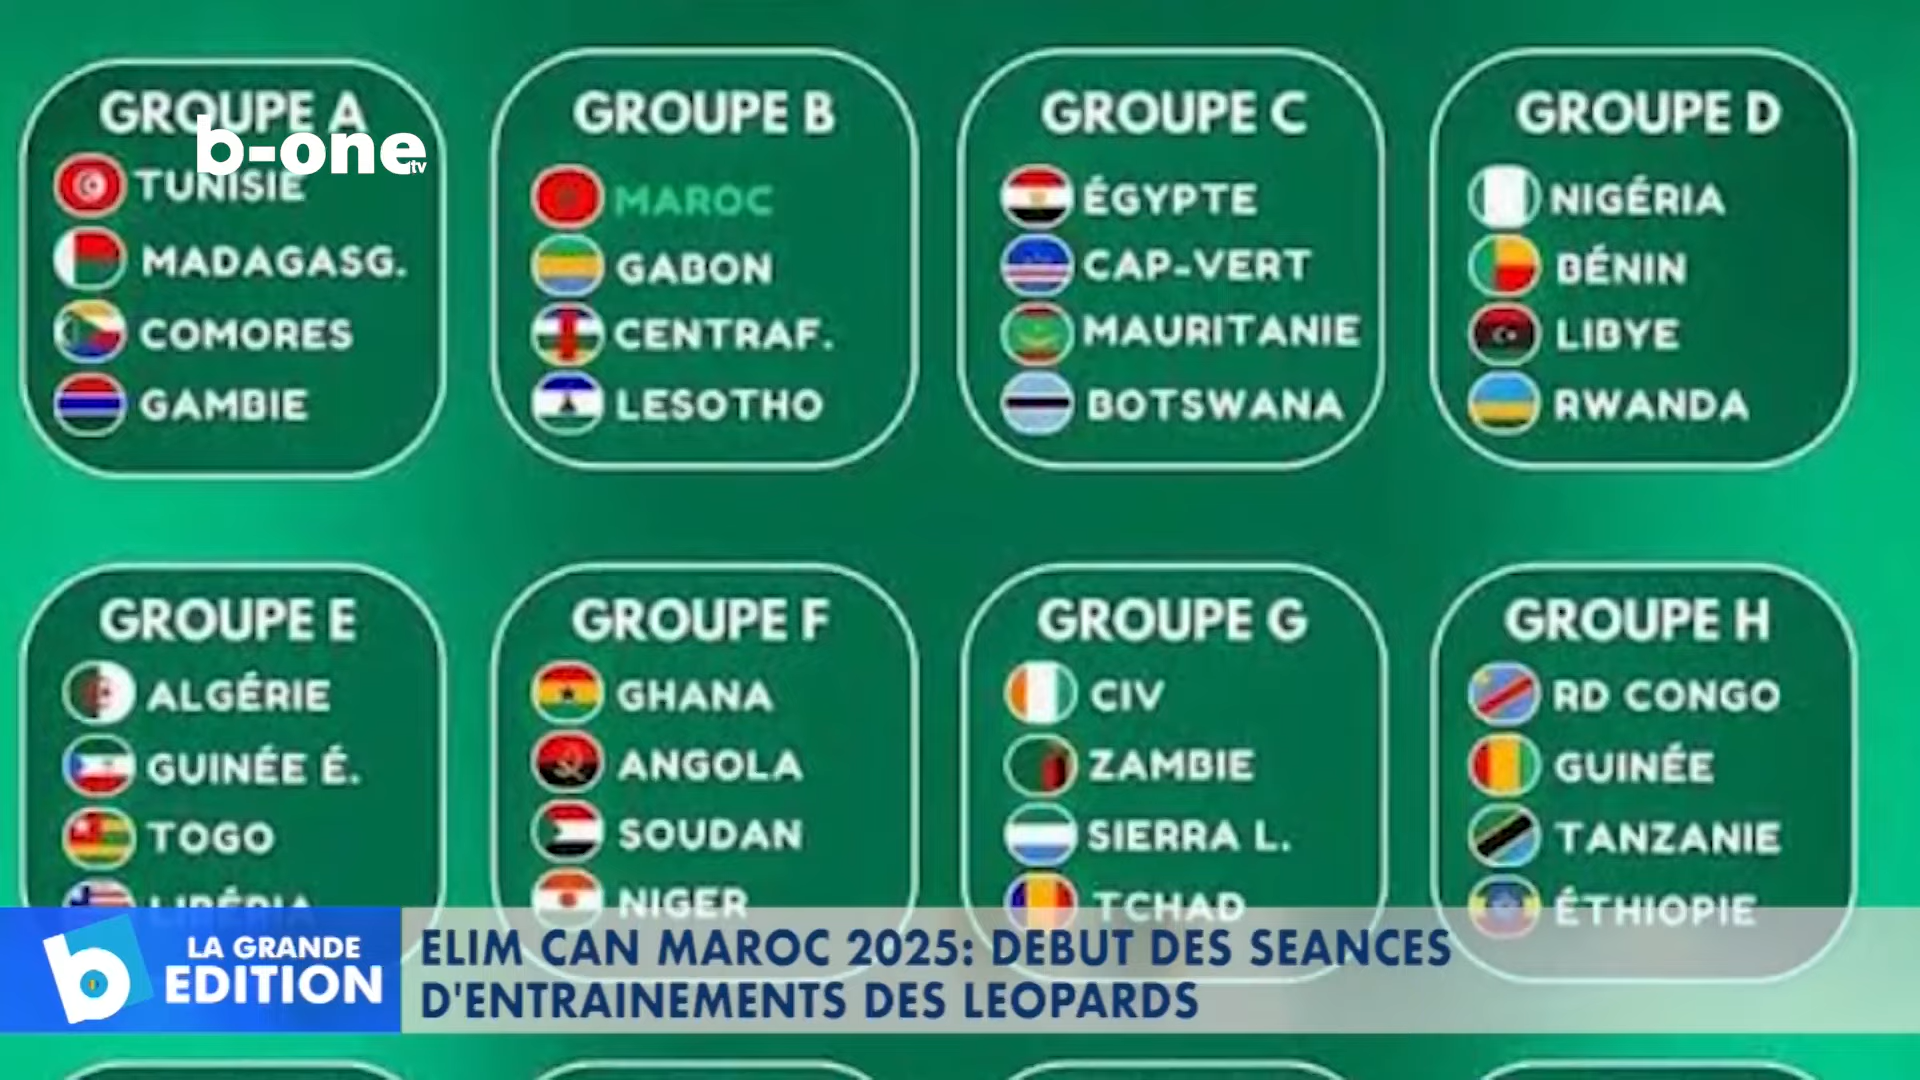 GROUPE A
b-one tv
TUNISIE
MADAGASG.
COMORES
GAMBIE
GROUPE B
MAROC
GABON
CENTRAF.
LESOTHO
GROUPE C
ÉGYPTE
CAP-VERT
MAURITANIE
BOTSWANA
GROUPE D
NIGÉRIA
BÉNIN
LIBYE
RWANDA
GROUPE E
ALGÉRIE
GUINÉE É.
TOGO
LIBÉRIA
GROUPE F
GHANA
ANGOLA
SOUDAN
NIGER
GROUPE G
CIV
ZAMBIE
SIERRA L.
TCHAD
GROUPE H
RD CONGO
GUINÉE
TANZANIE
ÉTHIOPIE
b
LA GRANDE
EDITION
ELIM CAN MAROC 2025: DEBUT DES SEANCES
D'ENTRAINEMENTS DES LEOPARDS